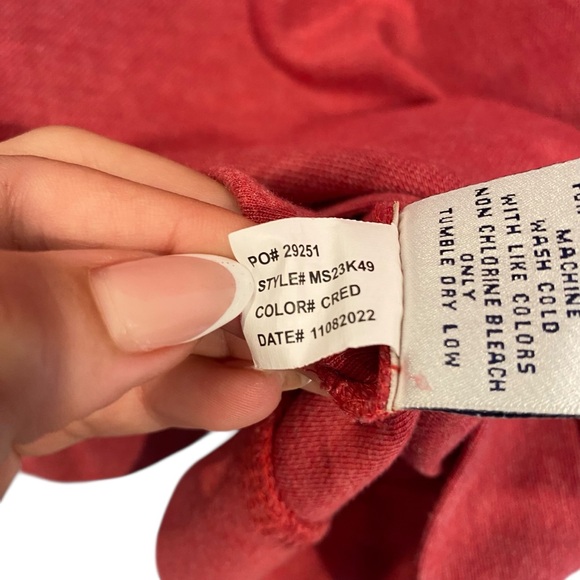 PO# 29251
STYLE# MS23K49
COLOR# CRED
DATE# 11082022
MACHINE
WASH COLD
WITH LIKE COLORS
NON CHLORINE BLEACH
ONLY
TUMBLE DRY LOW